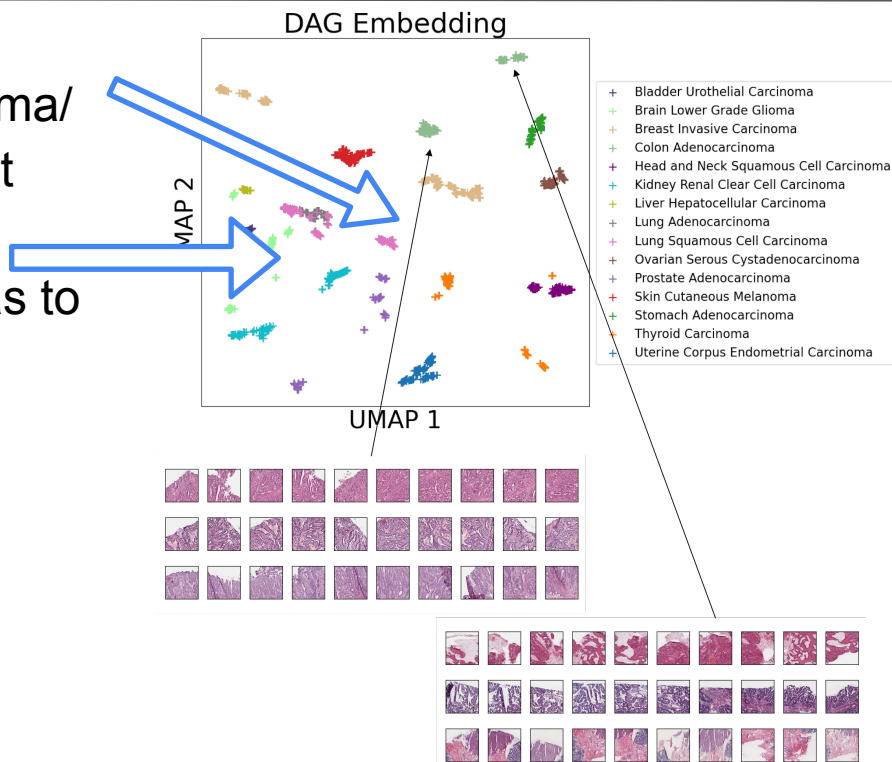 DAG Embedding
ma/
t
s to
MAP 2
UMAP 1
Bladder Urothelial Carcinoma
Brain Lower Grade Glioma
Breast Invasive Carcinoma
Colon Adenocarcinoma
Head and Neck Squamous Cell Carcinoma
Kidney Renal Clear Cell Carcinoma
Liver Hepatocellular Carcinoma
Lung Adenocarcinoma
Lung Squamous Cell Carcinoma
Ovarian Serous Cystadenocarcinoma
Prostate Adenocarcinoma
Skin Cutaneous Melanoma
Stomach Adenocarcinoma
Thyroid Carcinoma
Uterine Corpus Endometrial Carcinoma